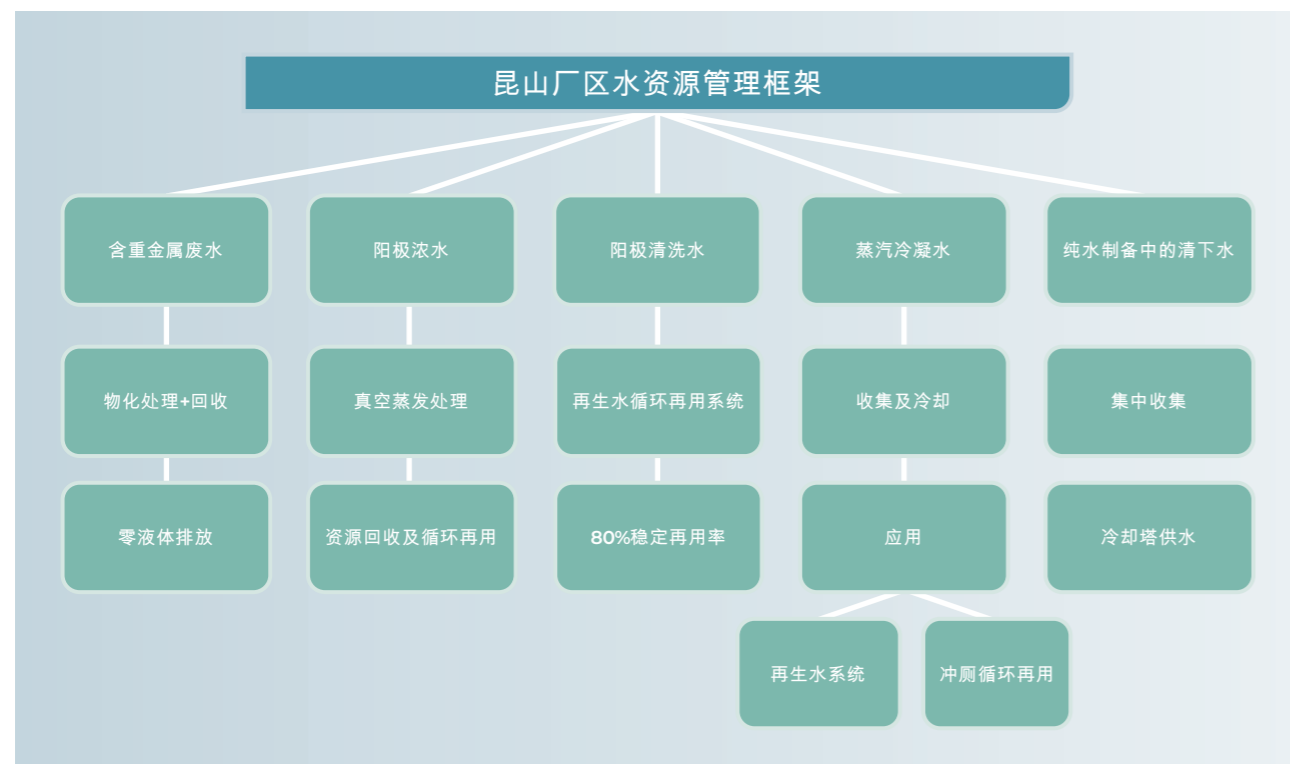 昆山厂区水资源管理框架
含重金属废水
阳极浓水
阳极清洗水
蒸汽冷凝水
纯水制备中的清下水
物化处理+回收
真空蒸发处理
再生水循环再用系统
收集及冷却
集中收集
零液体排放
资源回收及循环再用
80%稳定再用率
应用
冷却塔供水
再生水系统
冲厕循环再用